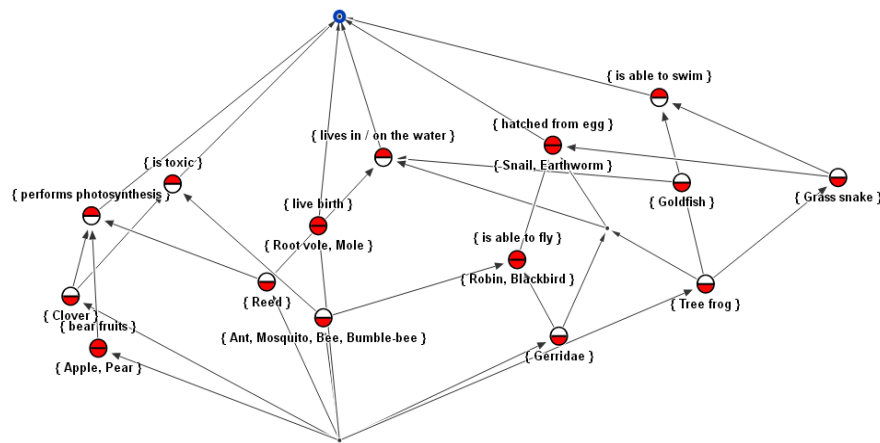 { is able to swim }
{ hatched from egg }
{ lives in / on the water }
{ is toxic }
{ Snail, Earthworm }
{ performs photosynthesis }
{ live birth }
{ Goldfish }
{ Grass snake }
{ Root vole, Mole }
{ is able to fly }
{ Robin, Blackbird }
{ Reed }
{ Tree frog }
{ Clover }
{ bear fruits }
{ Ant, Mosquito, Bee, Bumble-bee }
{ Gerridae }
{ Apple, Pear }